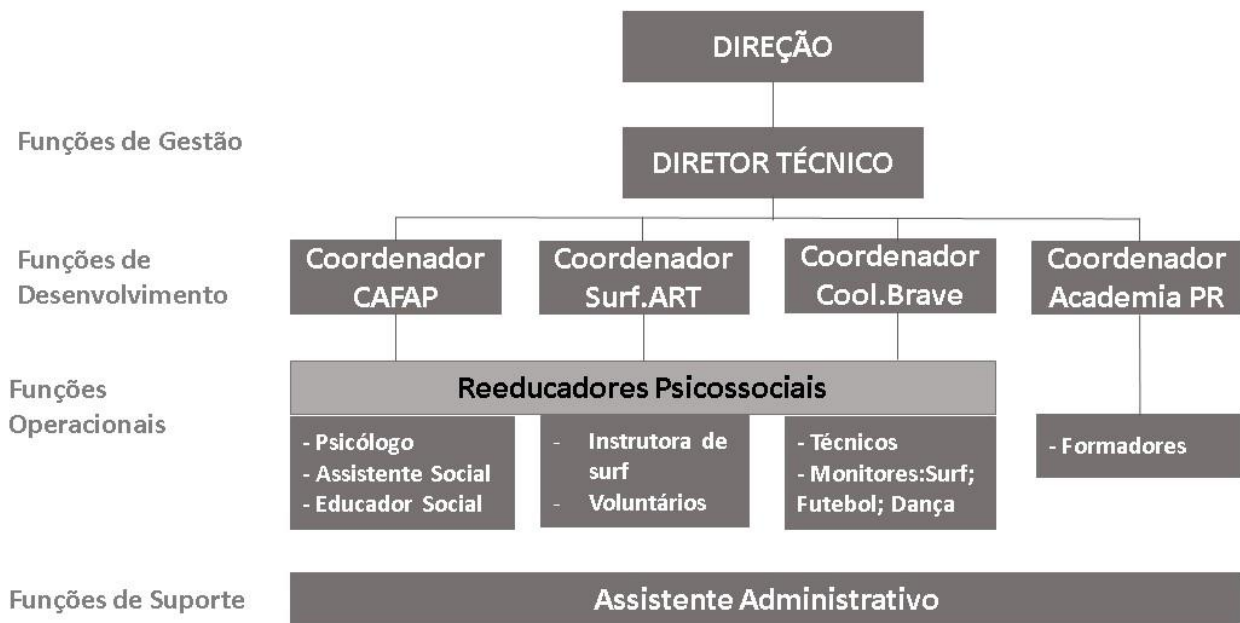 DIREÇÃO
Funções de Gestão
DIRETOR TÉCNICO
Funções de
Desenvolvimento
Coordenador
CAFAP
Coordenador
Surf.ART
Coordenador
Cool.Brave
Coordenador
Academia PR
Funções
Operacionais
Reeducadores Psicossociais
- Psicólogo
- Assistente Social
- Educador Social
- Instrutora de
surf
- Voluntários
- Técnicos
- Monitores:Surf;
Futebol; Dança
- Formadores
Funções de Suporte
Assistente Administrativo